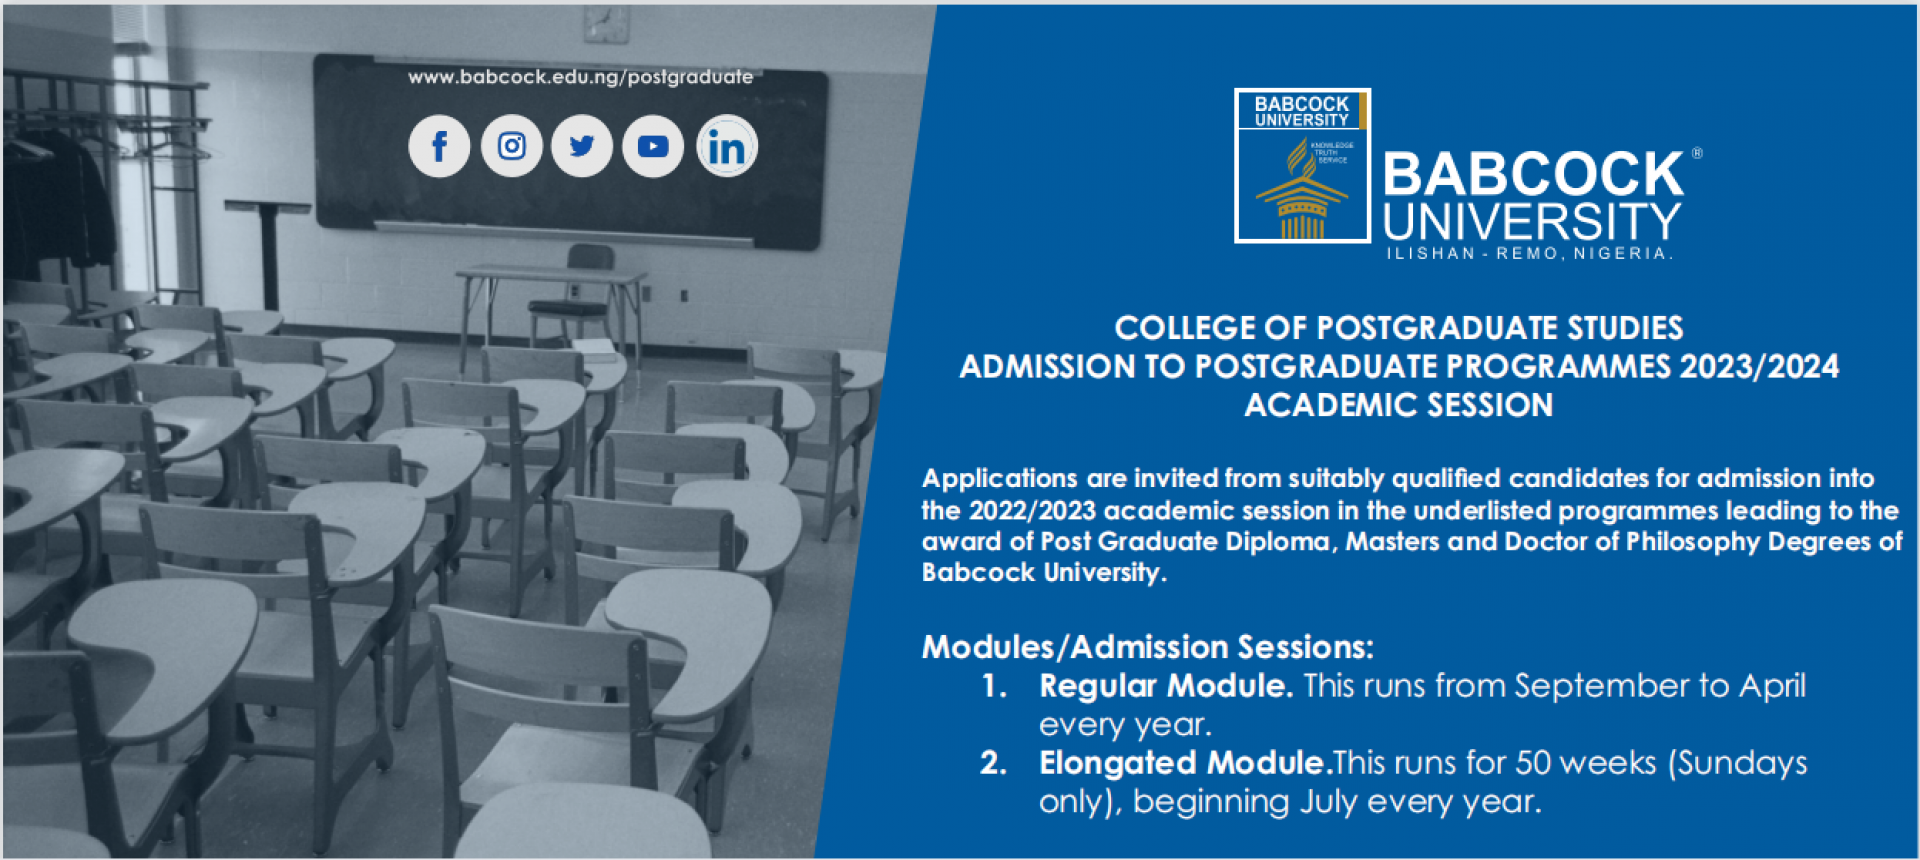 www.babcock.edu.ng/postgraduate
BABCOCK
UNIVERSITY
KNOWLEDGE
TRUTH
SERVICE
BABCOCK ®
UNIVERSITY
ILISHAN - REMO, NIGERIA.
COLLEGE OF POSTGRADUATE STUDIES
ADMISSION TO POSTGRADUATE PROGRAMMES 2023/2024
ACADEMIC SESSION
Applications are invited from suitably qualified candidates for admission into
the 2022/2023 academic session in the underlisted programmes leading to the
award of Post Graduate Diploma, Masters and Doctor of Philosophy Degrees of
Babcock University.
Modules/Admission Sessions:
1. Regular Module. This runs from September to April
every year.
2. Elongated Module.This runs for 50 weeks (Sundays
only), beginning July every year.